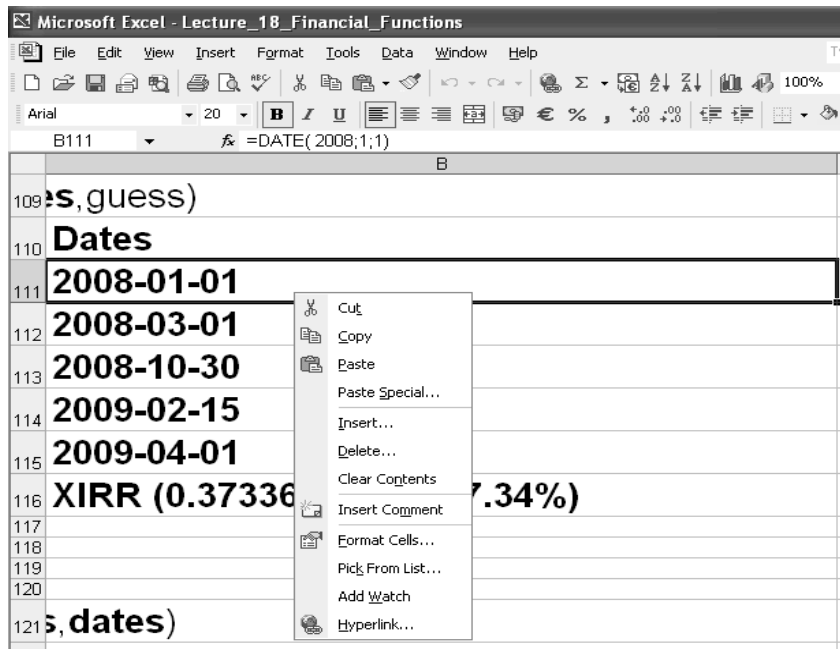 Microsoft Excel - Lecture_18_Financial_Functions
File Edit View Insert Format Tools Data Window Help
100%
Arial 20 B I U € % ,
B111 fx =DATE( 2008;1;1)
B
109 es,guess)
110 Dates
111 2008-01-01
112 2008-03-01
113 2008-10-30
114 2009-02-15
115 2009-04-01
116 XIRR (0.37336 7.34%)
117
118
119
120
121 s,dates)
Cut
Copy
Paste
Paste Special...
Insert...
Delete...
Clear Contents
Insert Comment
Format Cells...
Pick From List...
Add Watch
Hyperlink...